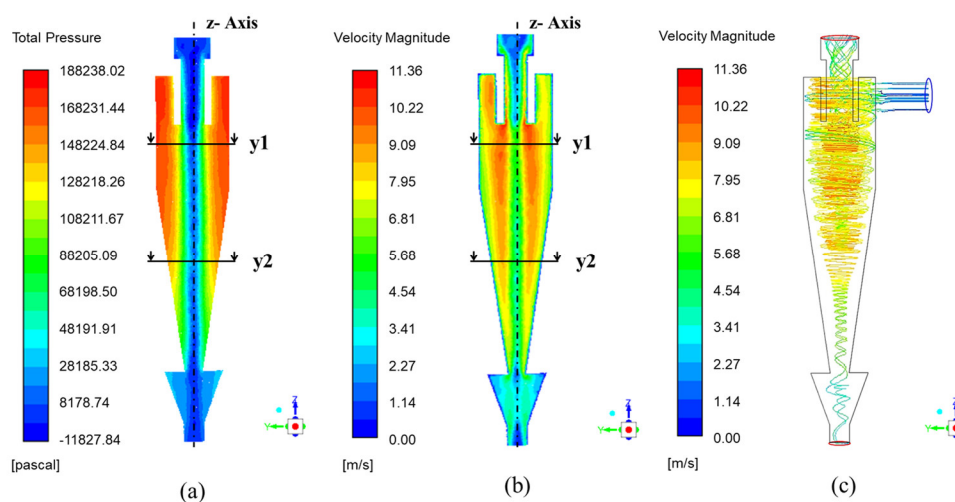 z- Axis
Total Pressure
188238.02
168231.44
148224.84
128218.26
108211.67
88205.09
68198.50
48191.91
28185.33
8178.74
-11827.84
[pascal]
y1
y2
Z
Y
(a)
z- Axis
Velocity Magnitude
11.36
10.22
9.09
7.95
6.81
5.68
4.54
3.41
2.27
1.14
0.00
[m/s]
y1
y2
Z
Y
(b)
Velocity Magnitude
11.36
10.22
9.09
7.95
6.81
5.68
4.54
3.41
2.27
1.14
0.00
[m/s]
Z
Y
(c)